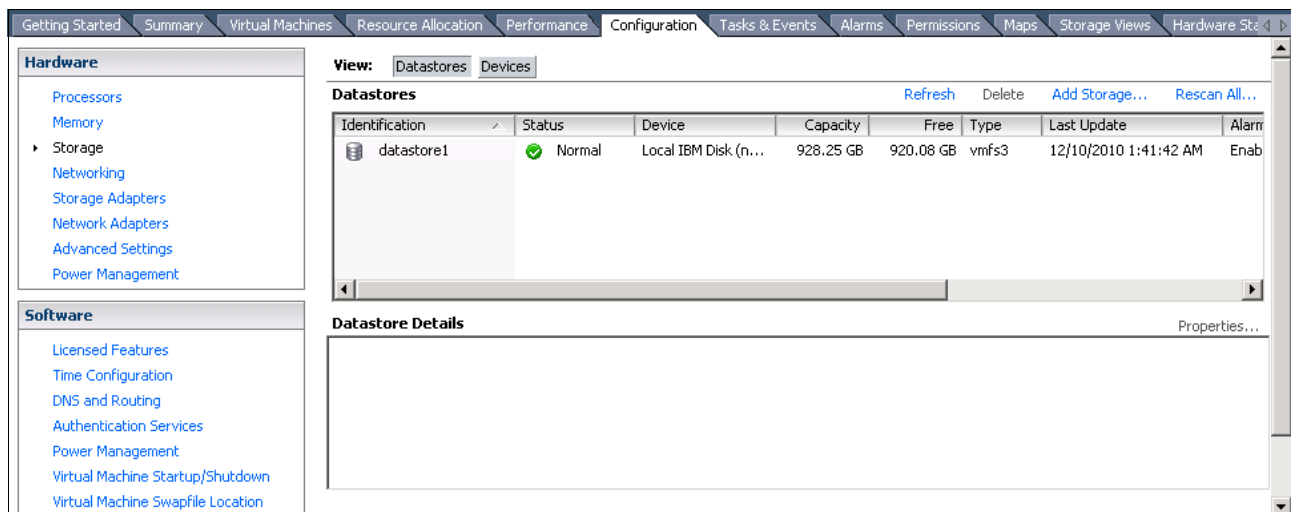 Getting Started Summary Virtual Machines Resource Allocation Performance Configuration Tasks & Events Alarms Permissions Maps Storage Views Hardware Sta
Hardware
Processors
Memory
Storage
Networking
Storage Adapters
Network Adapters
Advanced Settings
Power Management
Software
Licensed Features
Time Configuration
DNS and Routing
Authentication Services
Power Management
Virtual Machine Startup/Shutdown
Virtual Machine Swapfile Location
View: Datastores Devices
Datastores Refresh Delete Add Storage... Rescan All...
Identification Status Device Capacity Free Type Last Update Alarm
datastore1 Normal Local IBM Disk (n... 928.25 GB 920.08 GB vmfs3 12/10/2010 1:41:42 AM Enab
Datastore Details Properties...